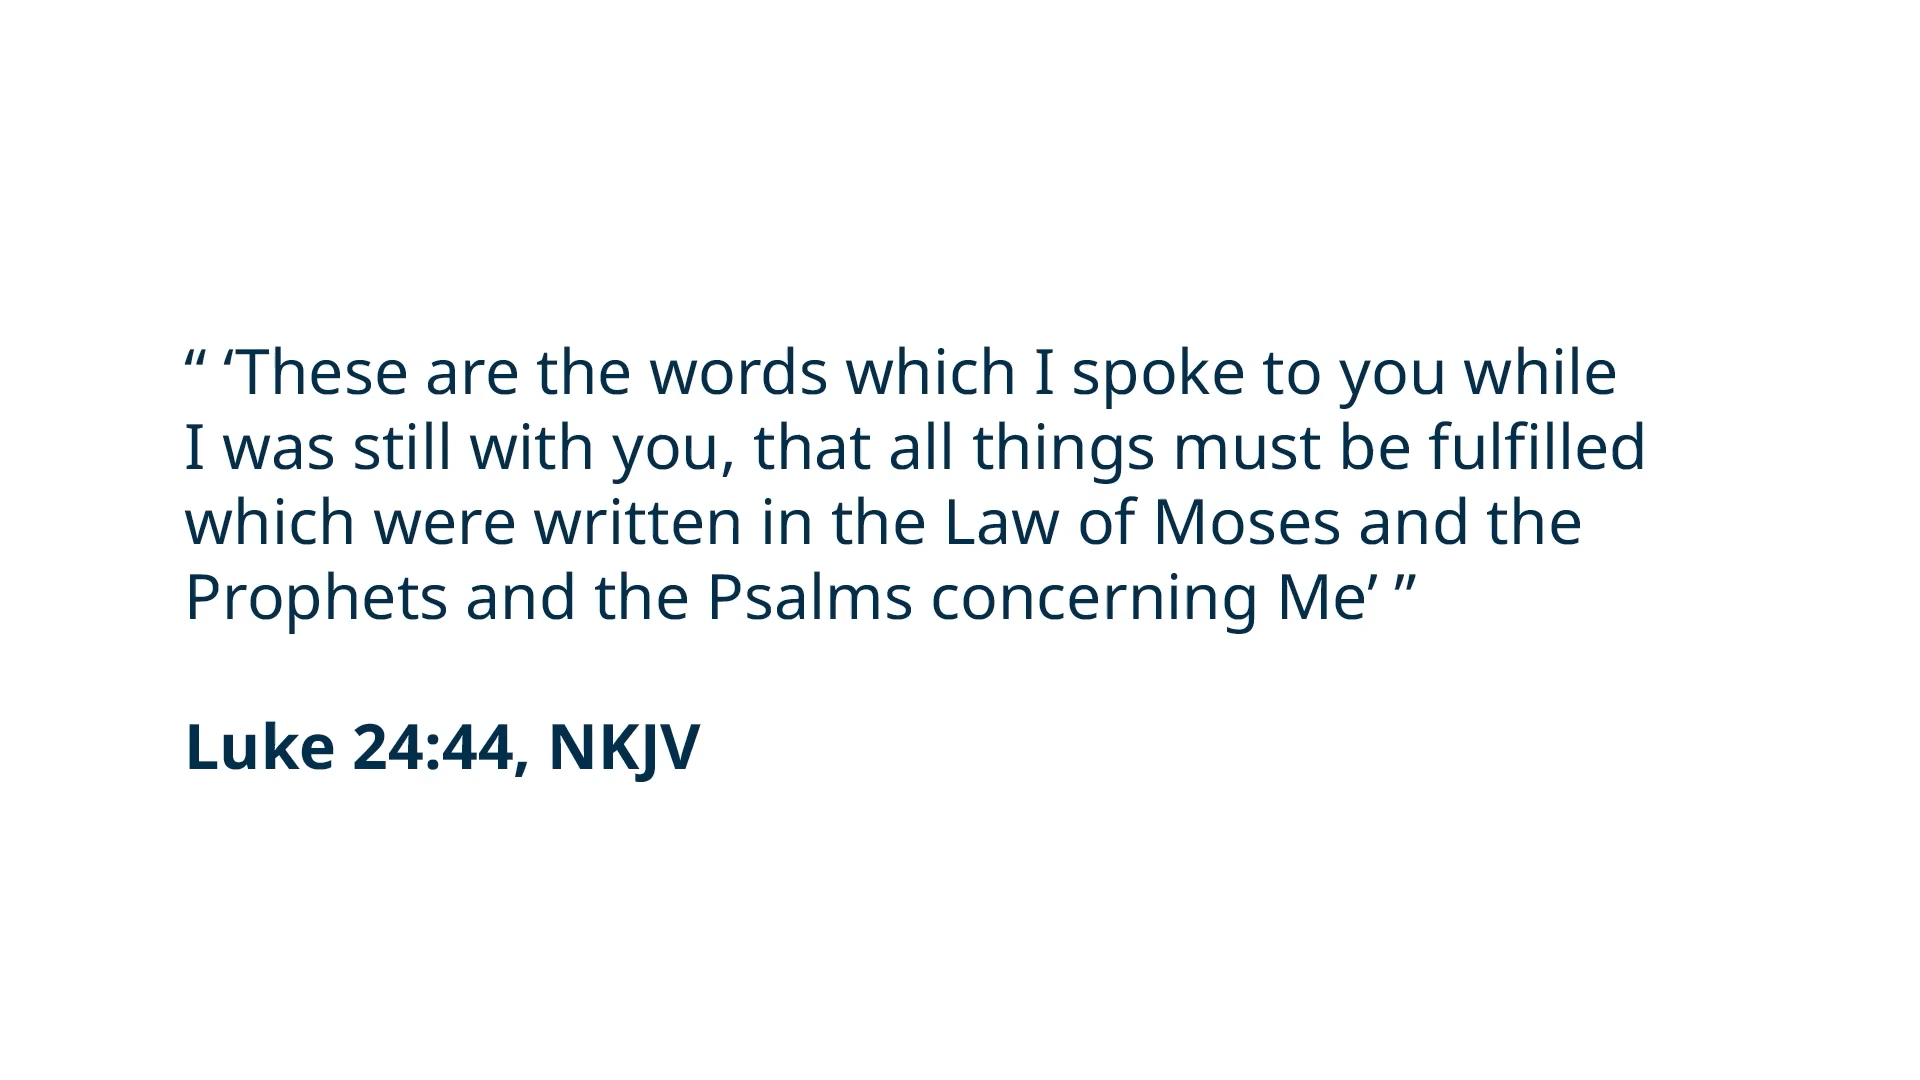 “ ‘These are the words which I spoke to you while
I was still with you, that all things must be fulfilled
which were written in the Law of Moses and the
Prophets and the Psalms concerning Me’ ”
Luke 24:44, NKJV